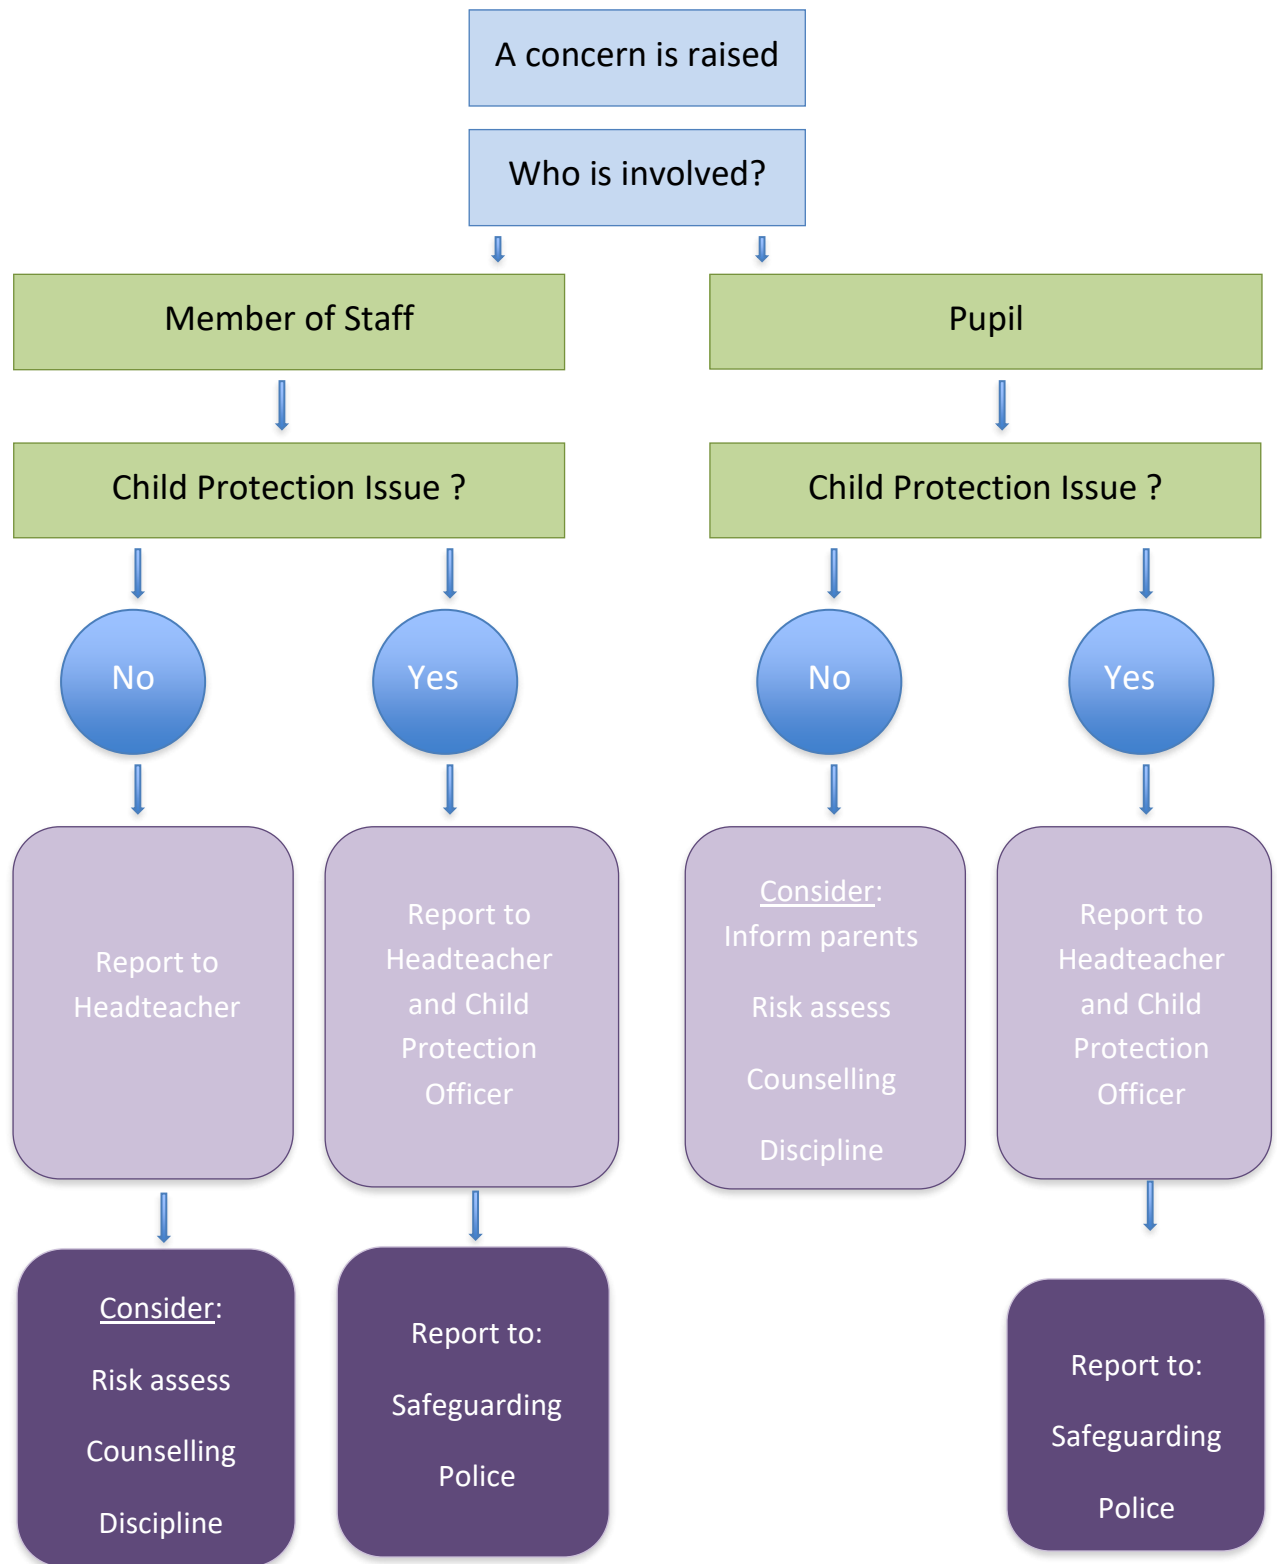 A concern is raised
Who is involved?
Member of Staff
Pupil
Child Protection Issue ?
Child Protection Issue ?
No
Yes
No
Yes
Report to
Headteacher
Report to
Headteacher
and Child
Protection
Officer
Consider:
Inform parents
Risk assess
Counselling
Discipline
Report to
Headteacher
and Child
Protection
Officer
Consider:
Risk assess
Counselling
Discipline
Report to:
Safeguarding
Police
Report to:
Safeguarding
Police